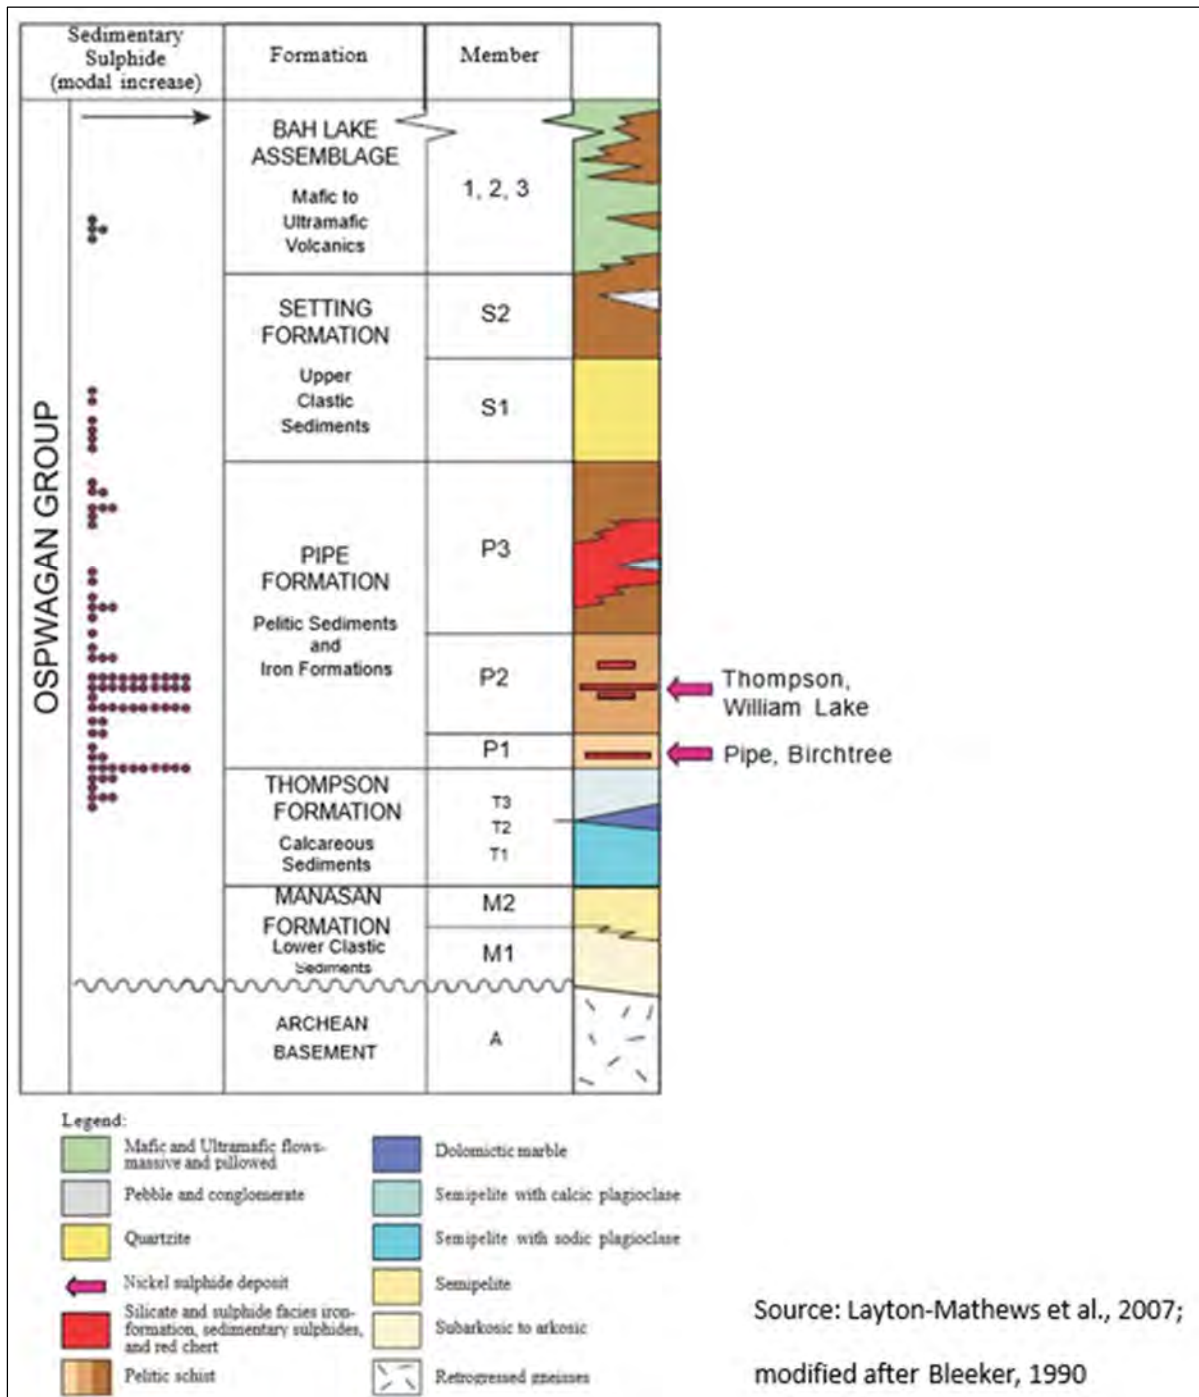 Sedimentary
Sulphide
(modal increase)
Formation
Member
OSPWAGAN GROUP
BAH LAKE
ASSEMBLAGE
Mafic to
Ultramafic
Volcanics
1, 2, 3
SETTING
FORMATION
Upper
Clastic
Sediments
S2
S1
PIPE
FORMATION
Pelitic Sediments
and
Iron Formations
P3
P2
P1
Thompson,
William Lake
Pipe, Birchtree
THOMPSON
FORMATION
Calcareous
Sediments
T3
T2
T1
MANASAN
FORMATION
Lower Clastic
Sediments
M2
M1
ARCHEAN
BASEMENT
A
Legend:
Mafic and Ultramafic flows-
massive and pillowed
Pebble and conglomerate
Quartzite
Nickel sulphide deposit
Silicate and sulphide facies iron-
formation, sedimentary sulphides,
and red chert
Pelitic schist
Dolomictic marble
Semipelite with calcic plagioclase
Semipelite with sodic plagioclase
Semipelite
Subarkosic to arkosic
Retrogressed gneisses
Source: Layton-Mathews et al., 2007;
modified after Bleeker, 1990